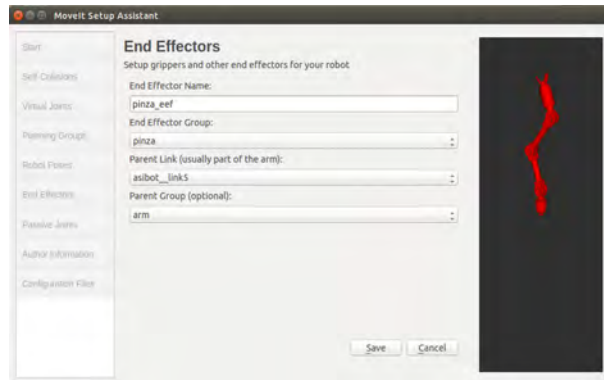 MoveIt Setup Assistant
Start
Self-Collisions
Virtual Joints
Planning Groups
Robot Poses
End Effectors
Passive Joints
Author Information
Configuration Files
End Effectors
Setup grippers and other end effectors for your robot
End Effector Name:
pinza_eef
End Effector Group:
pinza
Parent Link (usually part of the arm):
asibot__link5
Parent Group (optional):
arm
Save Cancel